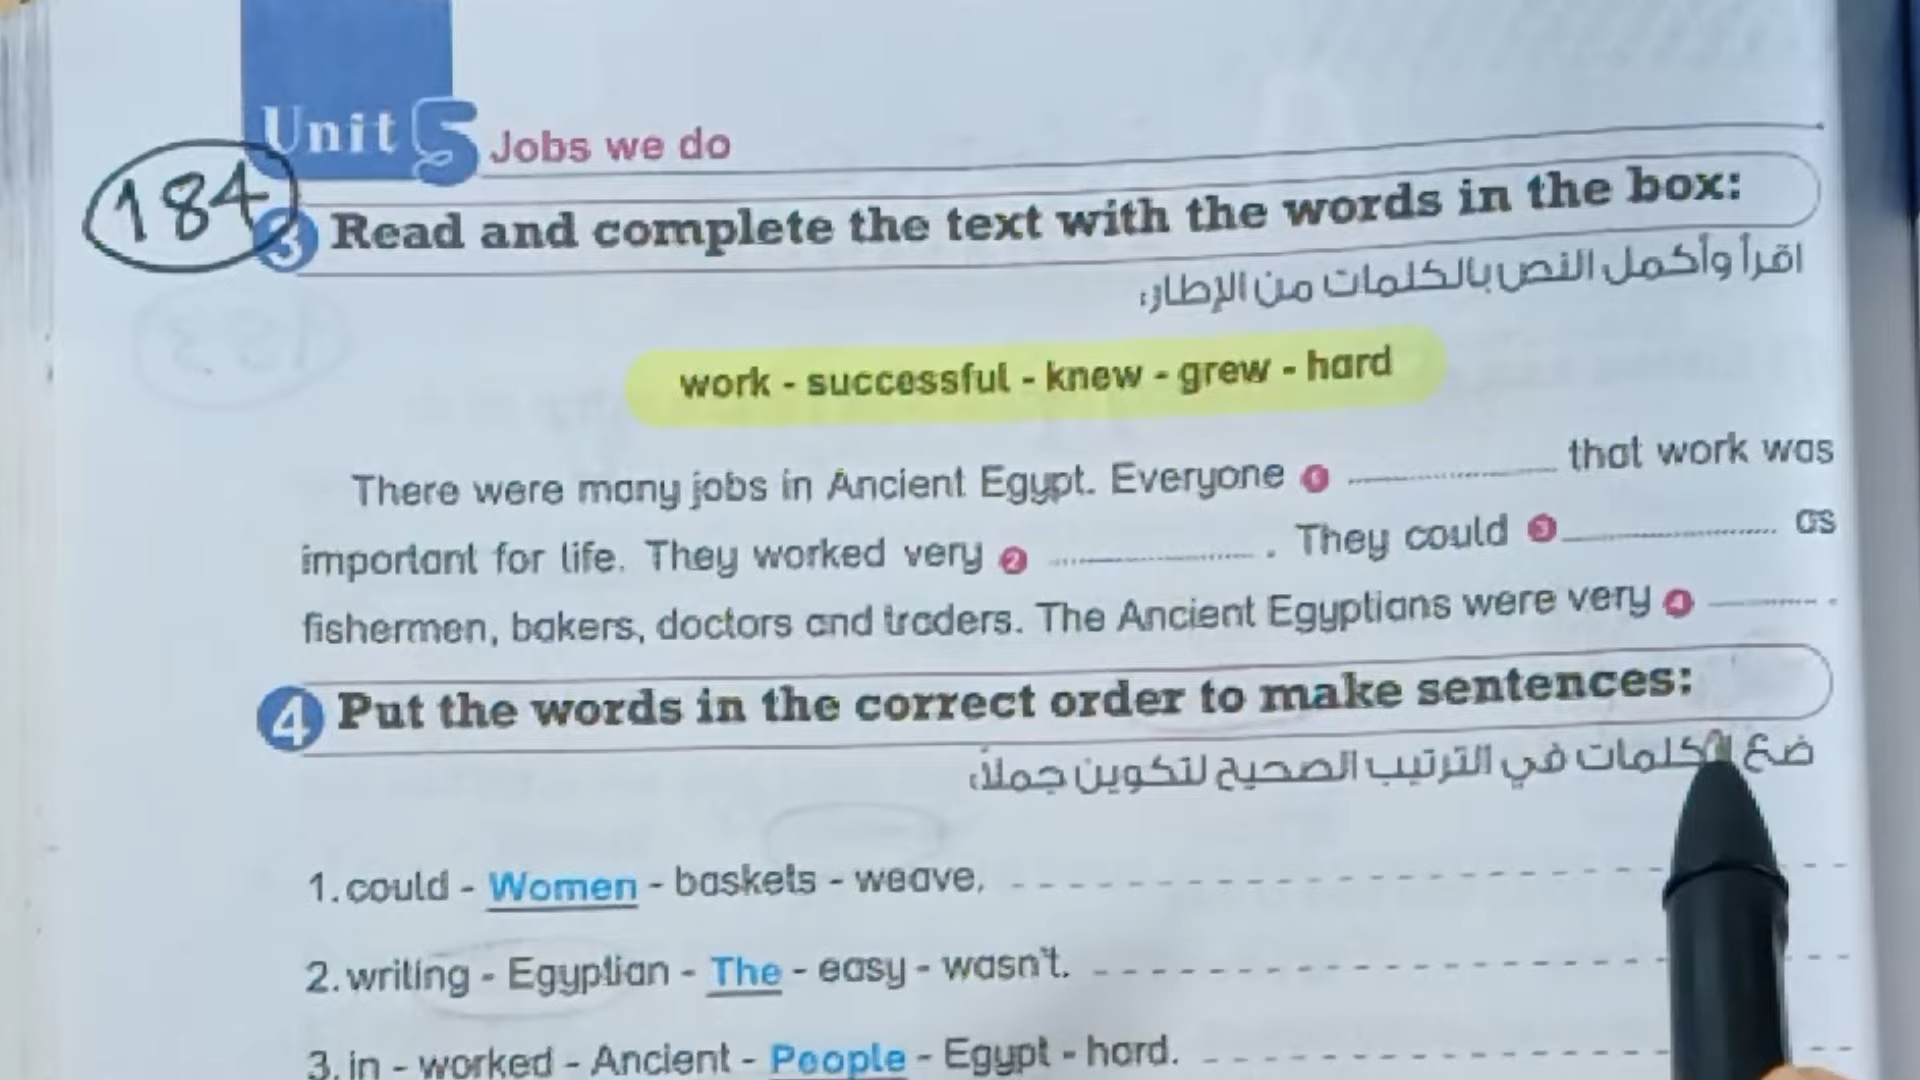 Unit 5 Jobs we do
184
3 Read and complete the text with the words in the box:
اقرأ وأكمل النص بالكلمات من الإطار:
work - successful - knew - grew - hard
There were many jobs in Ancient Egypt. Everyone 1 ............ that work was
important for life. They worked very 2 ............ . They could 3 ............ as
fishermen, bakers, doctors and traders. The Ancient Egyptians were very 4 ............ .
4 Put the words in the correct order to make sentences:
ضع الكلمات في الترتيب الصحيح لتكوين جملاً:
1. could - Women - baskets - weave.
2. writing - Egyptian - The - easy - wasn't.
3. in - worked - Ancient - People - Egypt - hard.